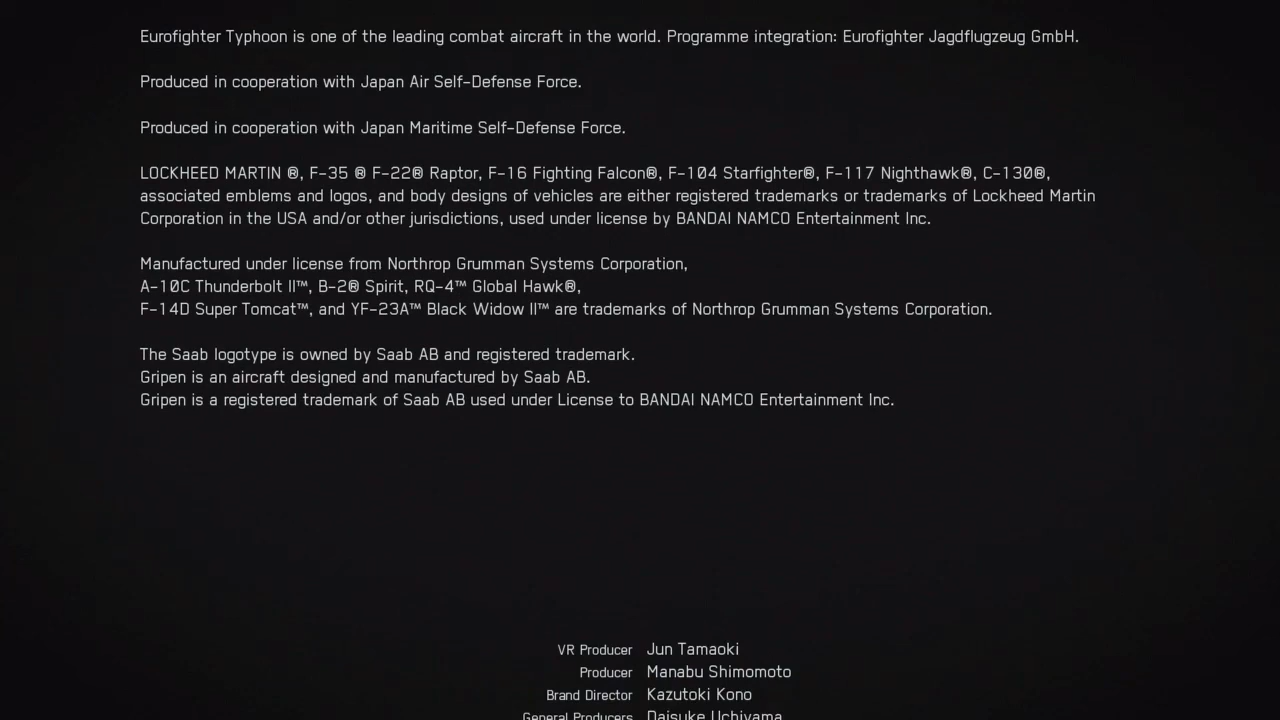 Eurofighter Typhoon is one of the leading combat aircraft in the world. Programme integration: Eurofighter Jagdflugzeug GmbH.
Produced in cooperation with Japan Air Self-Defense Force.
Produced in cooperation with Japan Maritime Self-Defense Force.
LOCKHEED MARTIN ®, F-35 ® F-22® Raptor, F-16 Fighting Falcon®, F-104 Starfighter®, F-117 Nighthawk®, C-130®,
associated emblems and logos, and body designs of vehicles are either registered trademarks or trademarks of Lockheed Martin
Corporation in the USA and/or other jurisdictions, used under license by BANDAI NAMCO Entertainment Inc.
Manufactured under license from Northrop Grumman Systems Corporation,
A-10C Thunderbolt II™, B-2® Spirit, RQ-4™ Global Hawk®,
F-14D Super Tomcat™, and YF-23A™ Black Widow II™ are trademarks of Northrop Grumman Systems Corporation.
The Saab logotype is owned by Saab AB and registered trademark.
Gripen is an aircraft designed and manufactured by Saab AB.
Gripen is a registered trademark of Saab AB used under License to BANDAI NAMCO Entertainment Inc.
VR Producer Jun Tamaoki
Producer Manabu Shimomoto
Brand Director Kazutoki Kono
General Producers Daisuke Uchiyama